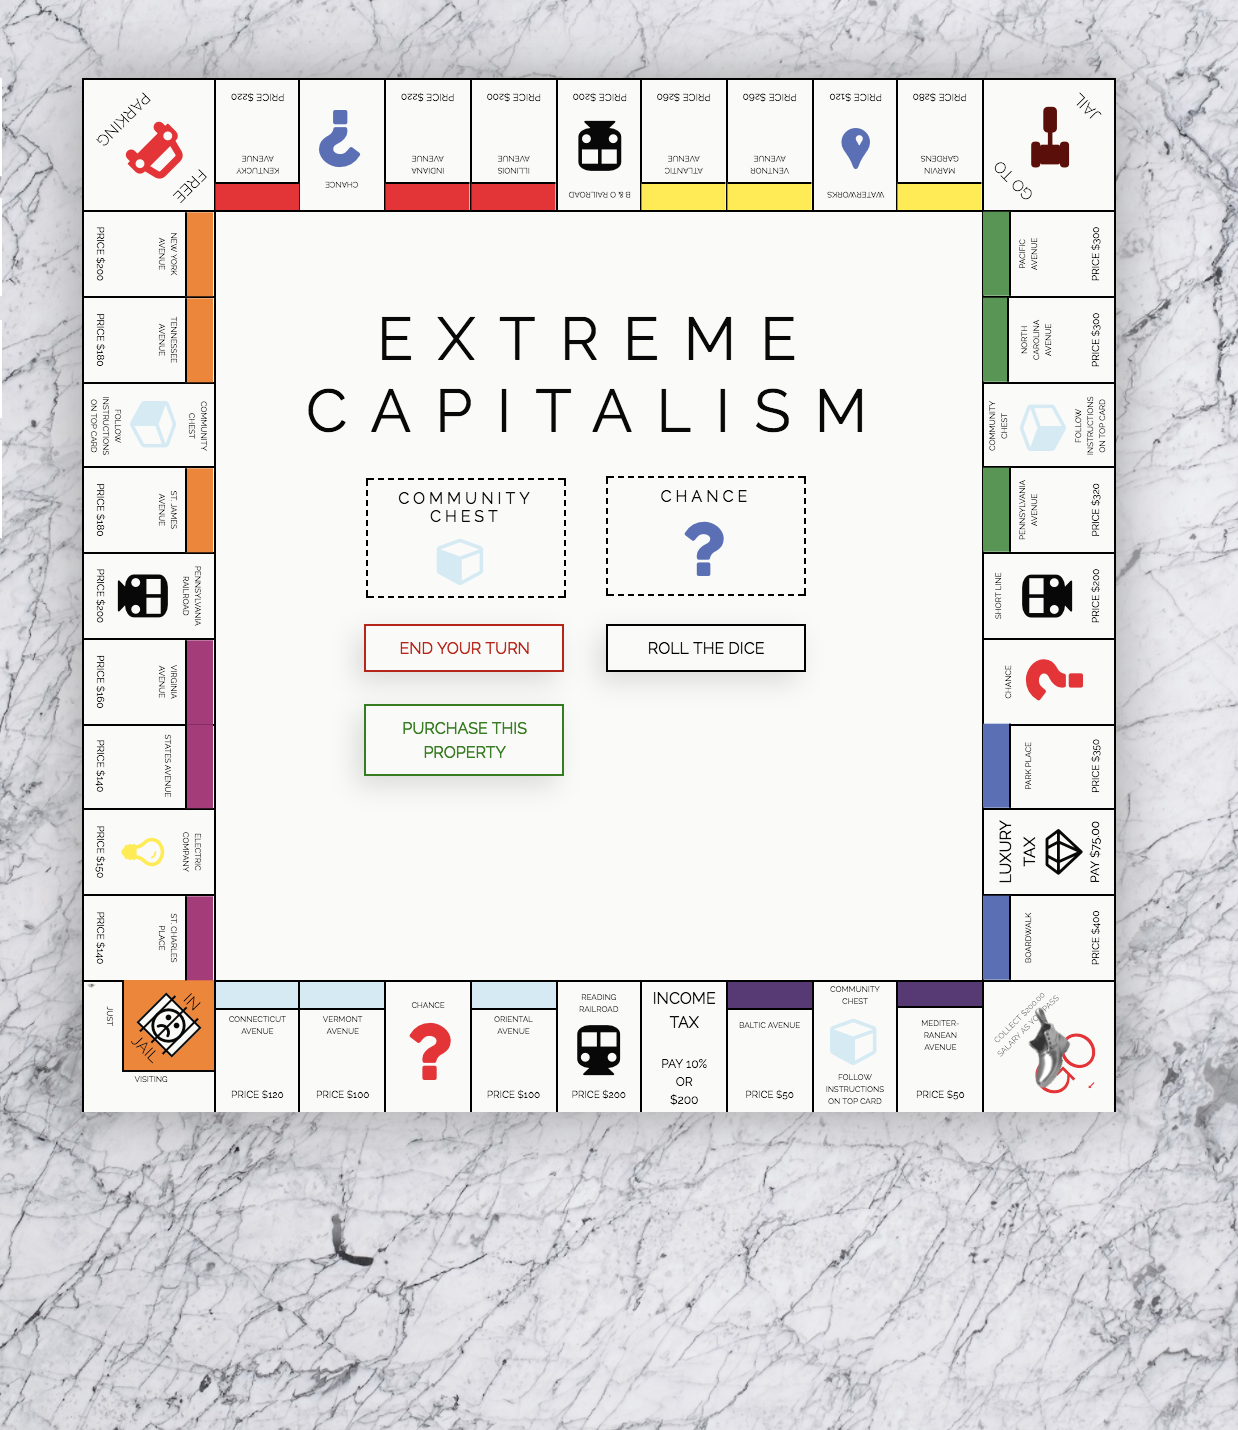 PARKING
FREE
PRICE $220
KENTUCKY
AVENUE
CHANCE
PRICE $220
INDIANA
AVENUE
PRICE $200
ILLINOIS
AVENUE
PRICE $200
B & O RAILROAD
PRICE $260
ATLANTIC
AVENUE
PRICE $260
VENTNOR
AVENUE
PRICE $120
WATERWORKS
PRICE $280
MARVIN
GARDENS
GO TO
JAIL
NEW YORK
AVENUE
PRICE $200
TENNESSEE
AVENUE
PRICE $180
COMMUNITY
CHEST
FOLLOW
INSTRUCTIONS
ON TOP CARD
ST. JAMES
AVENUE
PRICE $180
PENNSYLVANIA
RAILROAD
PRICE $200
VIRGINIA
AVENUE
PRICE $160
STATES AVENUE
PRICE $140
ELECTRIC
COMPANY
PRICE $150
ST. CHARLES
PLACE
PRICE $140
EXTREME
CAPITALISM
COMMUNITY
CHEST
CHANCE
?
END YOUR TURN
ROLL THE DICE
PURCHASE THIS
PROPERTY
PACIFIC
AVENUE
PRICE $300
NORTH
CAROLINA
AVENUE
PRICE $300
COMMUNITY
CHEST
FOLLOW
INSTRUCTIONS
ON TOP CARD
PENNSYLVANIA
AVENUE
PRICE $320
SHORT LINE
PRICE $200
CHANCE
PARK PLACE
PRICE $350
LUXURY
TAX
PAY $75.00
BOARDWALK
PRICE $400
JUST
IN
JAIL
VISITING
CONNECTICUT
AVENUE
PRICE $120
VERMONT
AVENUE
PRICE $100
CHANCE
?
ORIENTAL
AVENUE
PRICE $100
READING
RAILROAD
PRICE $200
INCOME
TAX
PAY 10%
OR
$200
BALTIC AVENUE
PRICE $50
COMMUNITY
CHEST
FOLLOW
INSTRUCTIONS
ON TOP CARD
MEDITER-
RANEAN
AVENUE
PRICE $50
COLLECT $200.00
SALARY AS YOU PASS